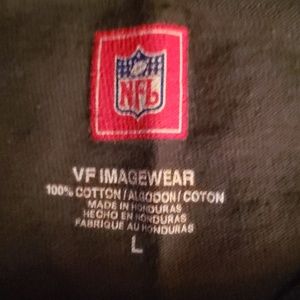 NFL
VF IMAGEWEAR
100% COTTON/ALGODON/COTON
MADE IN HONDURAS
HECHO EN HONDURAS
FABRIQUE AU HONDURAS
L